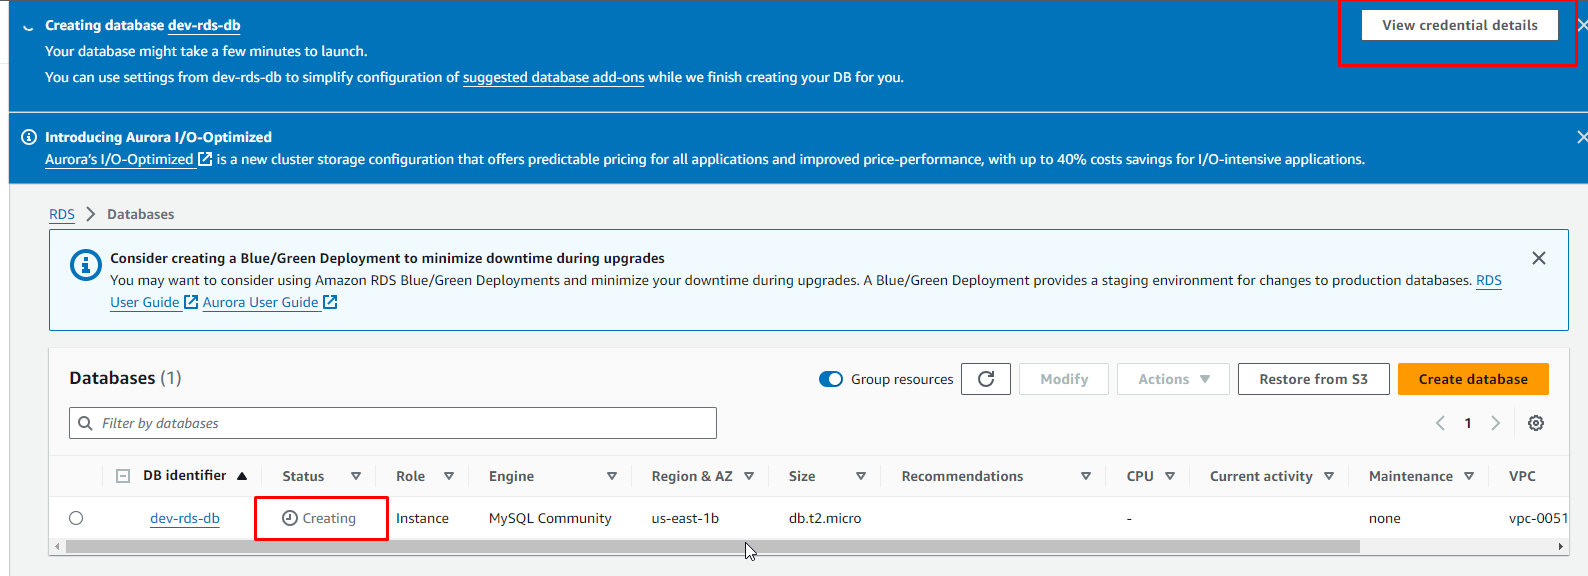 Creating database dev-rds-db
View credential details
Your database might take a few minutes to launch.
You can use settings from dev-rds-db to simplify configuration of suggested database add-ons while we finish creating your DB for you.
Introducing Aurora I/O-Optimized
Aurora's I/O-Optimized is a new cluster storage configuration that offers predictable pricing for all applications and improved price-performance, with up to 40% costs savings for I/O-intensive applications.
RDS > Databases
Consider creating a Blue/Green Deployment to minimize downtime during upgrades
You may want to consider using Amazon RDS Blue/Green Deployments and minimize your downtime during upgrades. A Blue/Green Deployment provides a staging environment for changes to production databases. RDS
User Guide Aurora User Guide
Databases (1)
Group resources
Modify
Actions
Restore from S3
Create database
Filter by databases
1
DB identifier Status Role Engine Region & AZ Size Recommendations CPU Current activity Maintenance VPC
dev-rds-db Creating Instance MySQL Community us-east-1b db.t2.micro - none vpc-0051